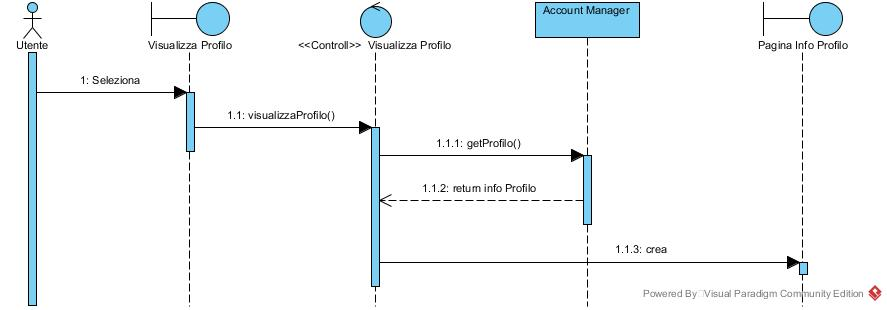 Account Manager
Utente
Visualizza Profilo
<<Controll>> Visualizza Profilo
Pagina Info Profilo
1: Seleziona
1.1: visualizzaProfilo()
1.1.1: getProfilo()
1.1.2: return info Profilo
1.1.3: crea
Powered By Visual Paradigm Community Edition